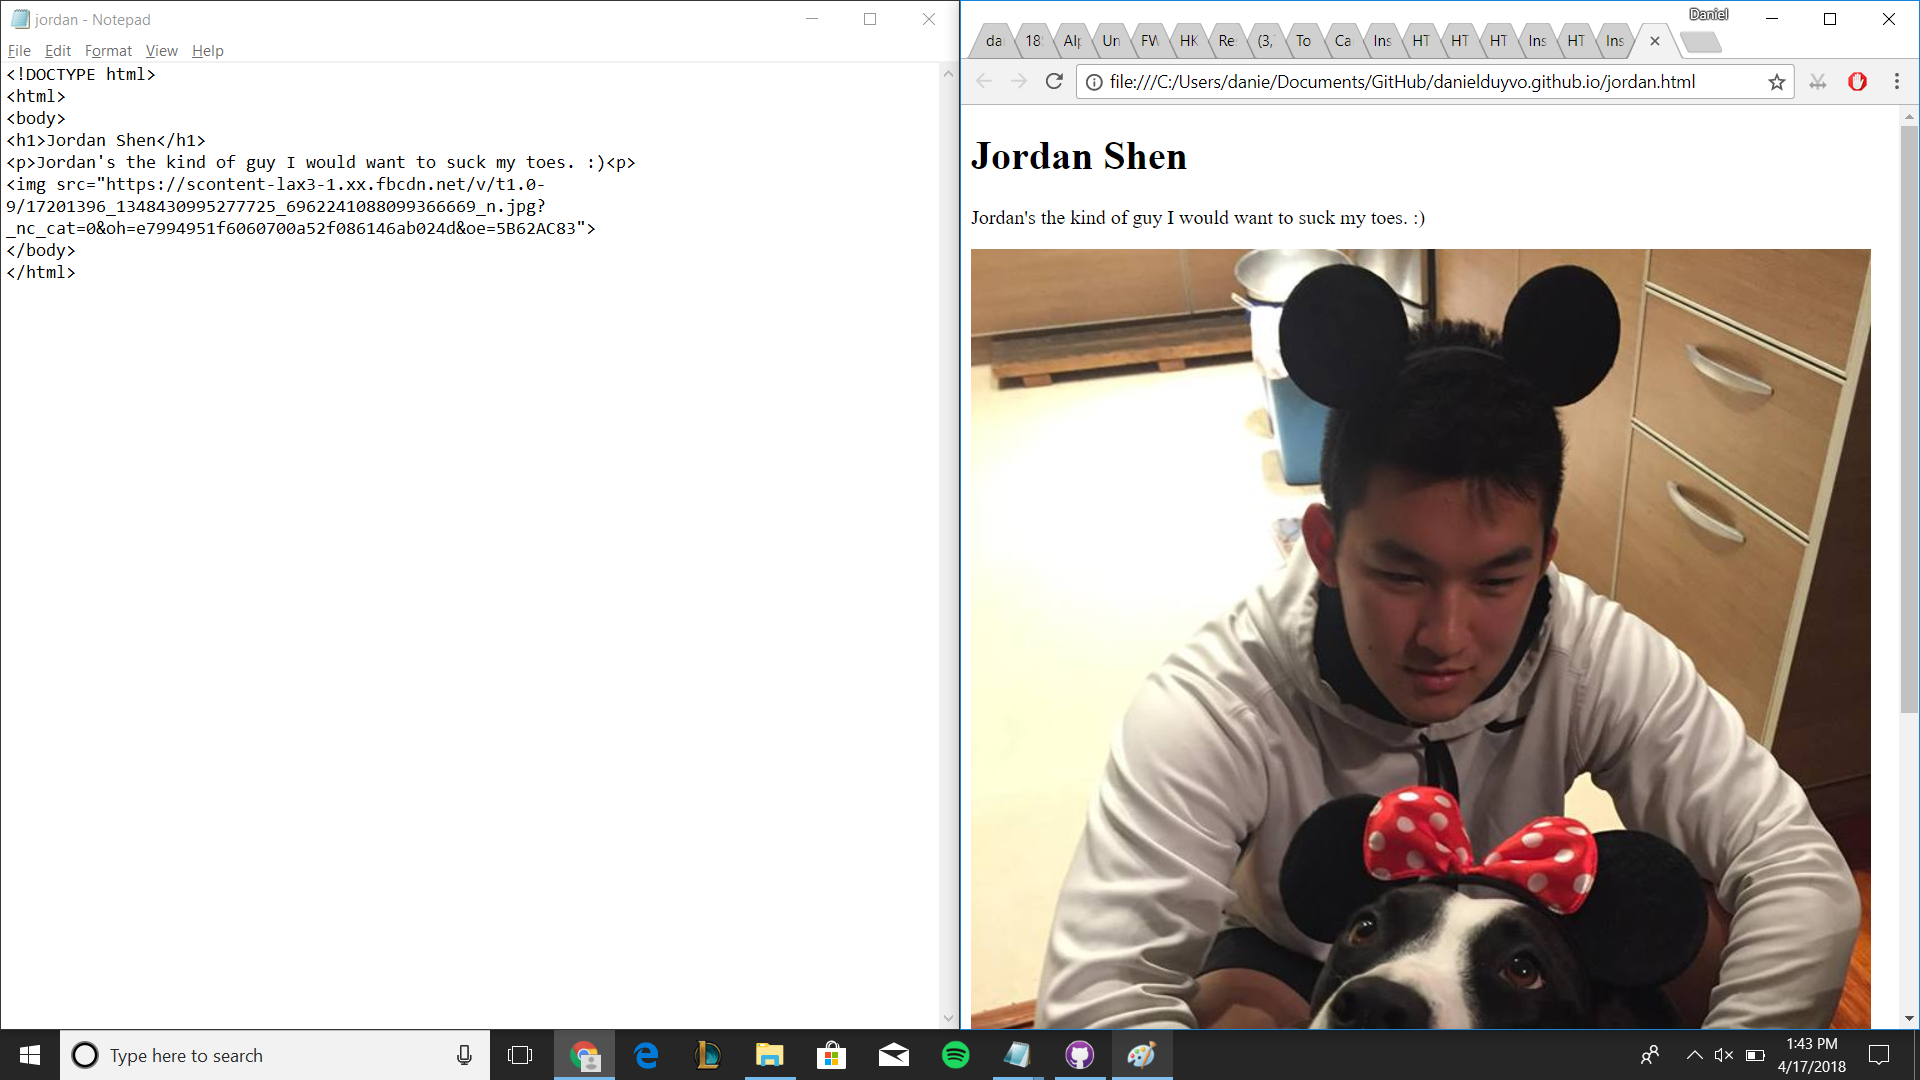 jordan - Notepad
File Edit Format View Help
<!DOCTYPE html>
<html>
<body>
<h1>Jordan Shen</h1>
<p>Jordan's the kind of guy I would want to suck my toes. :)<p>
<img src="https://scontent-lax3-1.xx.fbcdn.net/v/t1.0-
9/17201396_1348430995277725_6962241088099366669_n.jpg?
_nc_cat=0&oh=e7994951f6060700a52f086146ab024d&oe=5B62AC83">
</body>
</html>
Daniel
da 18 Alp Un FW HK Re (3, To Ca Ins HT HT HT Ins HT Ins
file:///C:/Users/danie/Documents/GitHub/danielduyvo.github.io/jordan.html
Jordan Shen
Jordan's the kind of guy I would want to suck my toes. :)
Type here to search
1:43 PM
4/17/2018